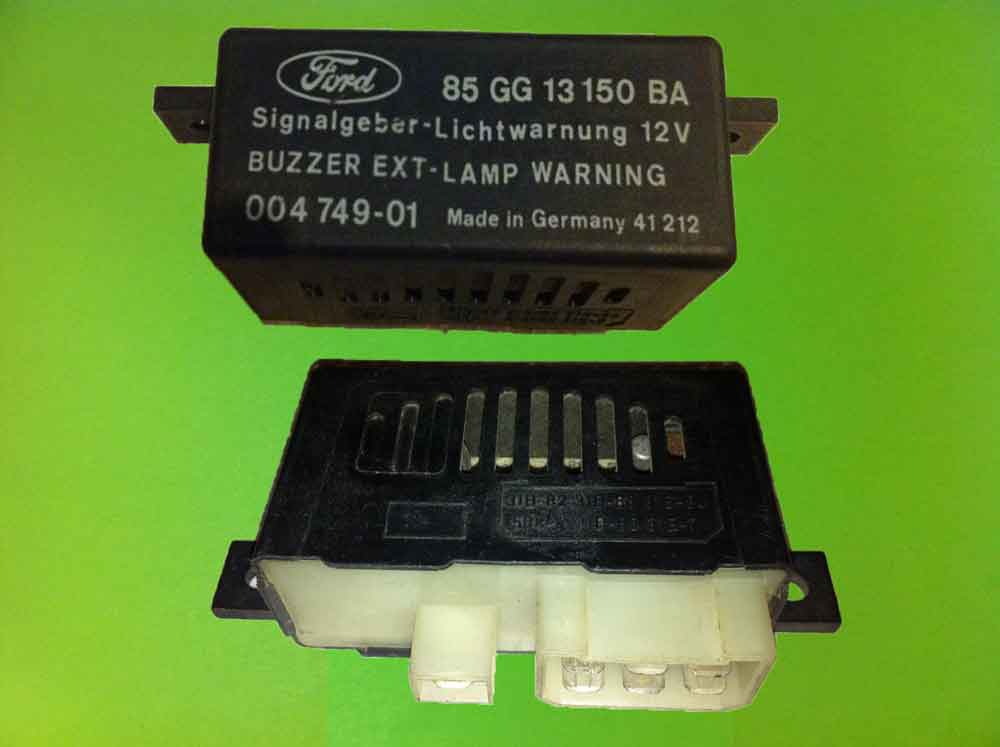 Ford 85 GG 13 150 BA
Signalgeber-Lichtwarnung 12V
BUZZER EXT-LAMP WARNING
004 749-01 Made in Germany 41 212